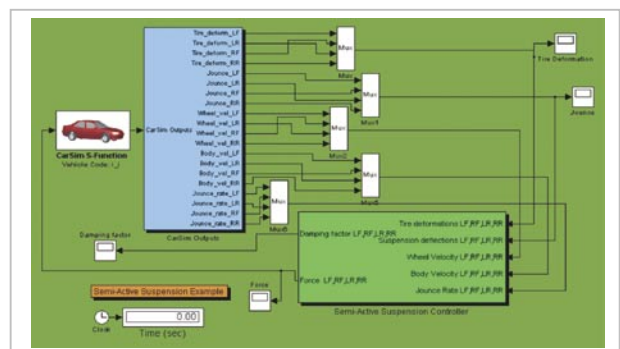 Tire_deform_LF
Tire_deform_LR
Tire_deform_RF
Tire_deform_RR
Jounce_LF
Jounce_LR
Jounce_RF
Jounce_RR
Wheel_vel_LF
Wheel_vel_LR
Wheel_vel_RF
Wheel_vel_RR
Body_vel_LF
Body_vel_LR
Body_vel_RF
Body_vel_RR
Jounce_rate_LF
Jounce_rate_LR
Jounce_rate_RF
Jounce_rate_RR
CarSim Outputs
CarSim Outputs
CarSim S-Function
Vehicle Code: i_i
Mux
Mux
Mux
Mux1
Mux
Mux2
Mux
Mux
Tire Deformation
Jounce
Damping factor
Damping factor LF,RF,LR,RR
Tire deformations LF,RF,LR,RR
Suspension deflections LF,RF,LR,RR
Wheel Velocity LF,RF,LR,RR
Body Velocity LF,RF,LR,RR
Jounce Rate LF,RF,LR,RR
Force LF,RF,LR,RR
Semi-Active Suspension Controller
Force
Semi-Active Suspension Example
Clock
0.00
Time (sec)